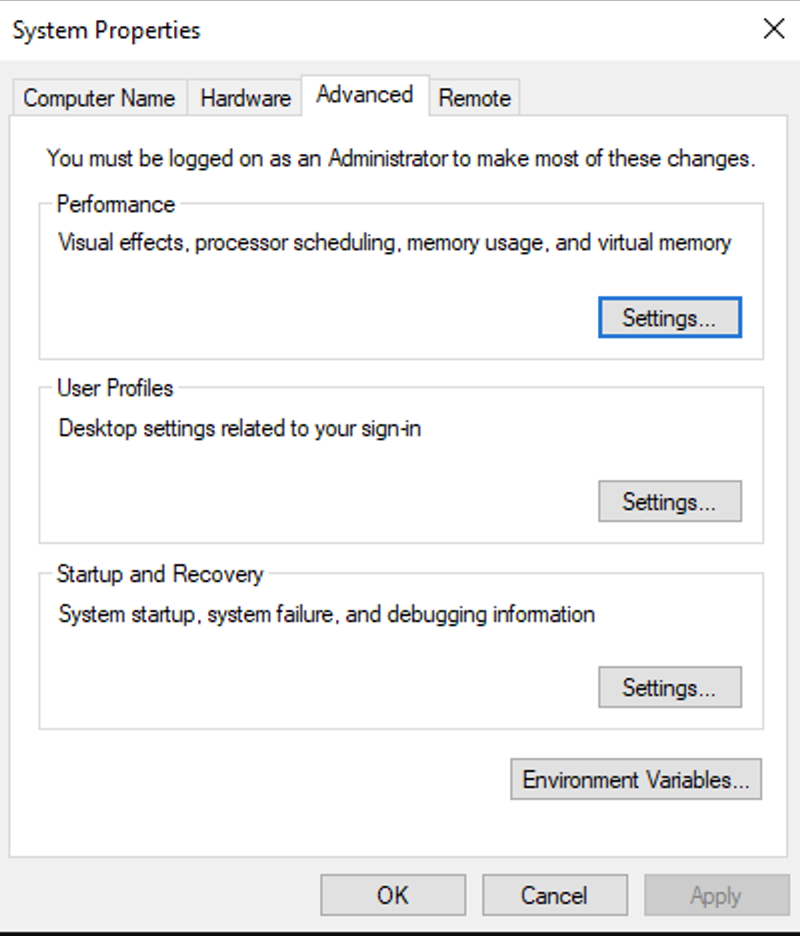 System Properties
Computer Name Hardware Advanced Remote
You must be logged on as an Administrator to make most of these changes.
Performance
Visual effects, processor scheduling, memory usage, and virtual memory
Settings...
User Profiles
Desktop settings related to your sign-in
Settings...
Startup and Recovery
System startup, system failure, and debugging information
Settings...
Environment Variables...
OK Cancel Apply